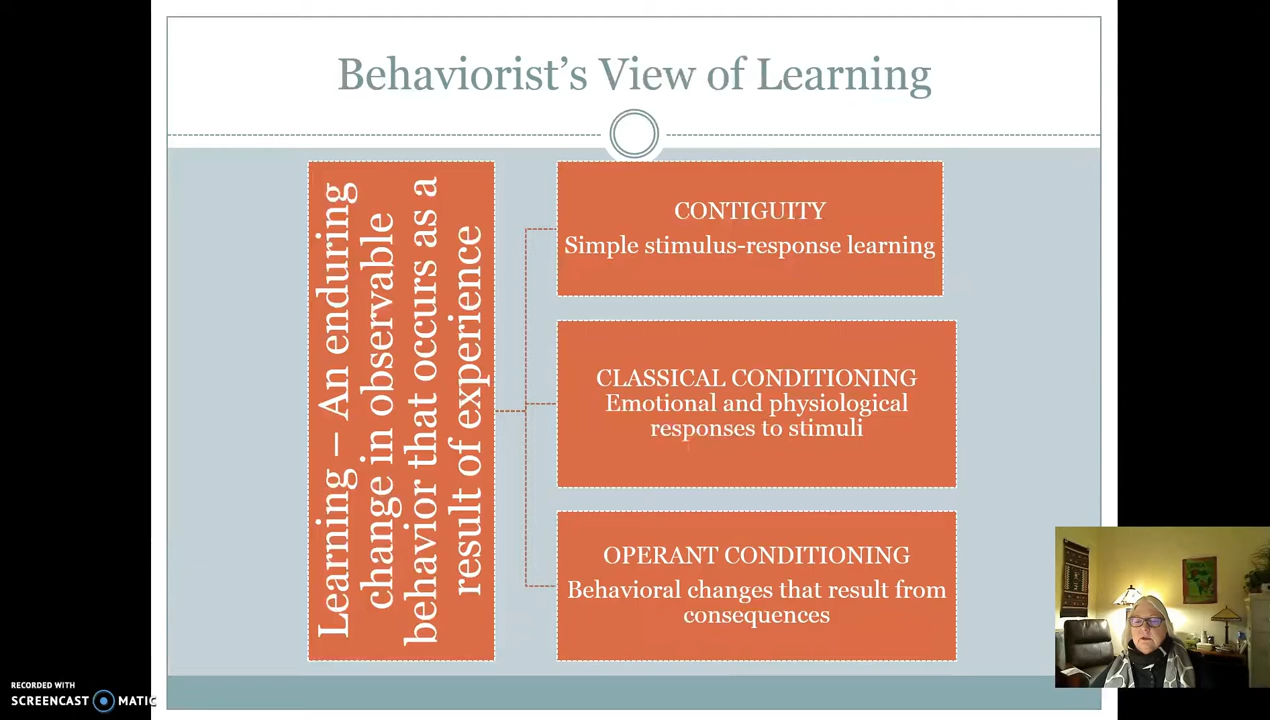 Behaviorist’s View of Learning
Learning – An enduring
change in observable
behavior that occurs as a
result of experience
CONTIGUITY
Simple stimulus-response learning
CLASSICAL CONDITIONING
Emotional and physiological
responses to stimuli
OPERANT CONDITIONING
Behavioral changes that result from
consequences
RECORDED WITH
SCREENCAST MATIC